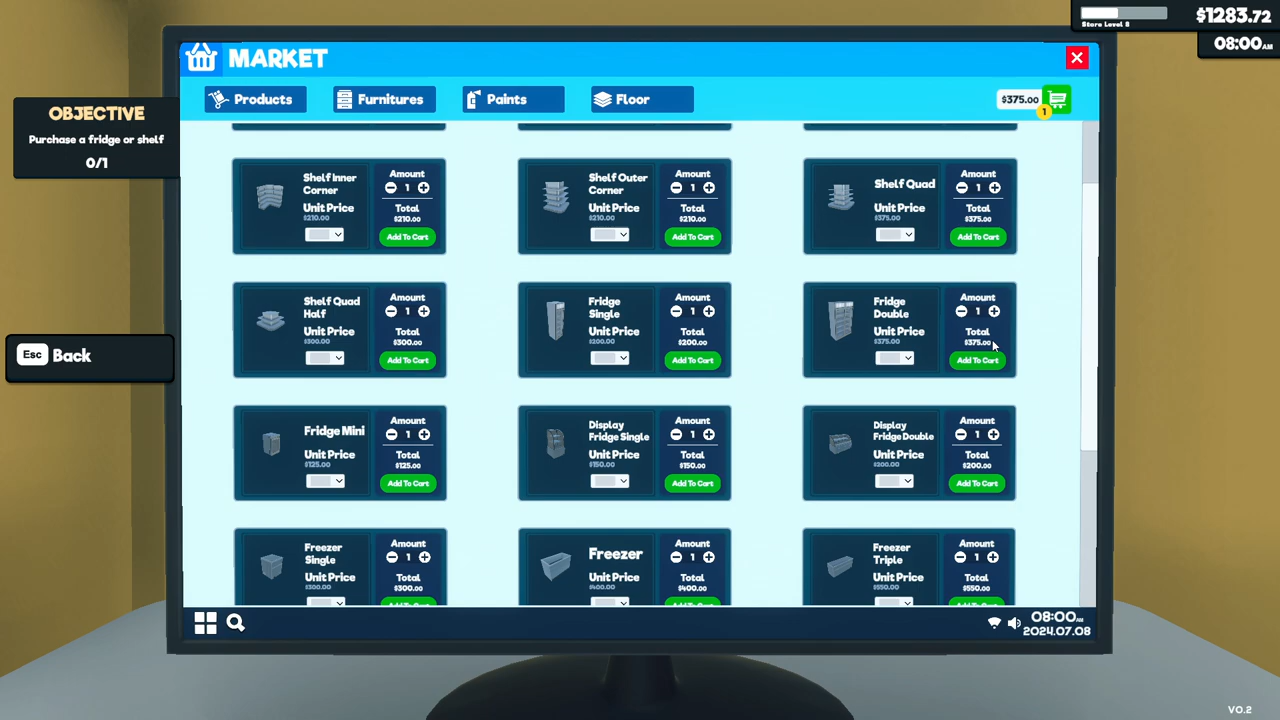 $1283.72
Store Level 8
08:00AM
MARKET
Products
Furnitures
Paints
Floor
$375.00
1
OBJECTIVE
Purchase a fridge or shelf
0/1
Esc Back
Shelf Inner
Corner
Unit Price
$210.00
Amount
1
Total
$210.00
Add To Cart
Shelf Outer
Corner
Unit Price
$210.00
Amount
1
Total
$210.00
Add To Cart
Shelf Quad
Unit Price
$375.00
Amount
1
Total
$375.00
Add To Cart
Shelf Quad
Half
Unit Price
$300.00
Amount
1
Total
$300.00
Add To Cart
Fridge
Single
Unit Price
$200.00
Amount
1
Total
$200.00
Add To Cart
Fridge
Double
Unit Price
$375.00
Amount
1
Total
$375.00
Add To Cart
Fridge Mini
Unit Price
$125.00
Amount
1
Total
$125.00
Add To Cart
Display
Fridge Single
Unit Price
$150.00
Amount
1
Total
$150.00
Add To Cart
Display
Fridge Double
Unit Price
$200.00
Amount
1
Total
$200.00
Add To Cart
Freezer
Single
Unit Price
$300.00
Amount
1
Total
$300.00
Add To Cart
Freezer
Unit Price
$400.00
Amount
1
Total
$400.00
Add To Cart
Freezer
Triple
Unit Price
$550.00
Amount
1
Total
$550.00
Add To Cart
08:00AM
2024.07.08
V0.2